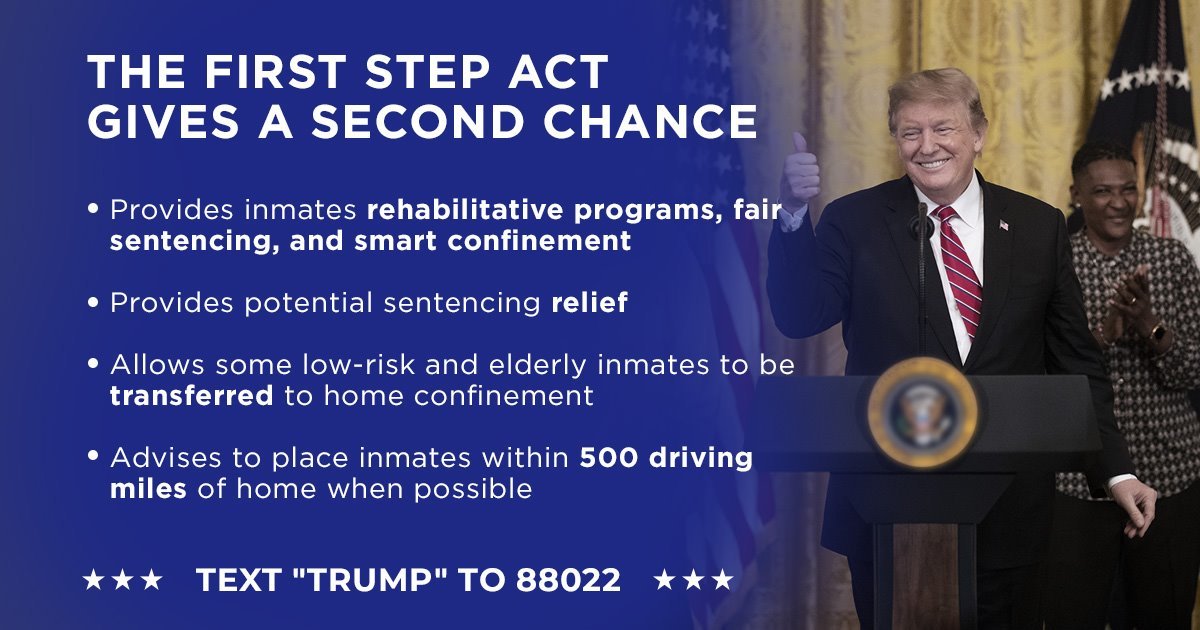 THE FIRST STEP ACT
GIVES A SECOND CHANCE
• Provides inmates rehabilitative programs, fair
sentencing, and smart confinement
• Provides potential sentencing relief
• Allows some low-risk and elderly inmates to be
transferred to home confinement
• Advises to place inmates within 500 driving
miles of home when possible
★★★ TEXT "TRUMP" TO 88022 ★★★